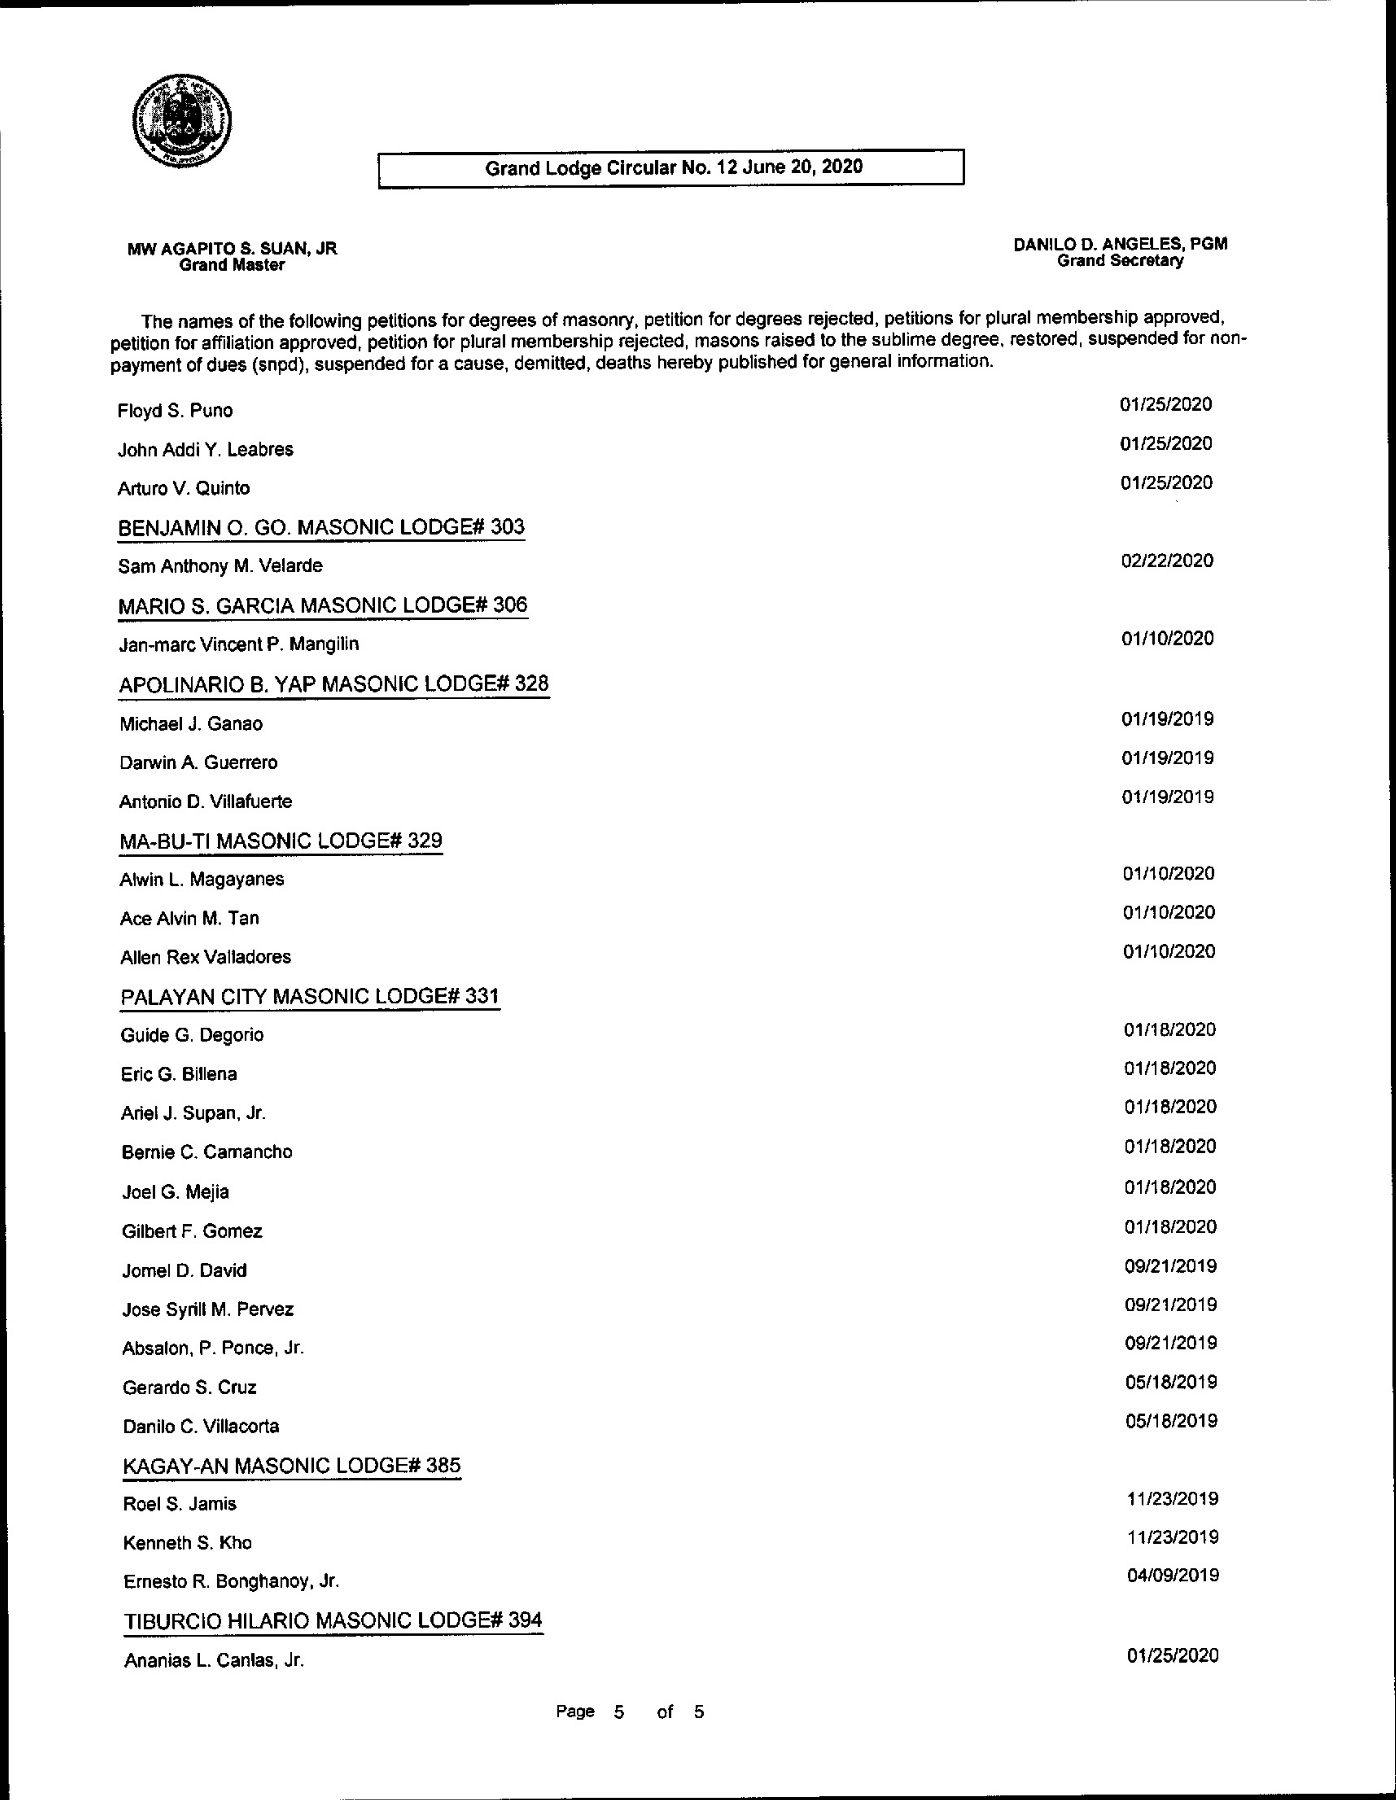 Grand Lodge Circular No. 12 June 20, 2020
MW AGAPITO S. SUAN, JR
Grand Master
DANILO D. ANGELES, PGM
Grand Secretary
The names of the following petitions for degrees of masonry, petition for degrees rejected, petitions for plural membership approved,
petition for affiliation approved, petition for plural membership rejected, masons raised to the sublime degree, restored, suspended for non-
payment of dues (snpd), suspended for a cause, demitted, deaths hereby published for general information.
Floyd S. Puno 01/25/2020
John Addi Y. Leabres 01/25/2020
Arturo V. Quinto 01/25/2020
BENJAMIN O. GO. MASONIC LODGE# 303
Sam Anthony M. Velarde 02/22/2020
MARIO S. GARCIA MASONIC LODGE# 306
Jan-marc Vincent P. Mangilin 01/10/2020
APOLINARIO B. YAP MASONIC LODGE# 328
Michael J. Ganao 01/19/2019
Darwin A. Guerrero 01/19/2019
Antonio D. Villafuerte 01/19/2019
MA-BU-TI MASONIC LODGE# 329
Alwin L. Magayanes 01/10/2020
Ace Alvin M. Tan 01/10/2020
Allen Rex Valladores 01/10/2020
PALAYAN CITY MASONIC LODGE# 331
Guide G. Degorio 01/18/2020
Eric G. Billena 01/18/2020
Ariel J. Supan, Jr. 01/18/2020
Bernie C. Camancho 01/18/2020
Joel G. Mejia 01/18/2020
Gilbert F. Gomez 01/18/2020
Jomel D. David 09/21/2019
Jose Syrill M. Pervez 09/21/2019
Absalon, P. Ponce, Jr. 09/21/2019
Gerardo S. Cruz 05/18/2019
Danilo C. Villacorta 05/18/2019
KAGAY-AN MASONIC LODGE# 385
Roel S. Jamis 11/23/2019
Kenneth S. Kho 11/23/2019
Ernesto R. Bonghanoy, Jr. 04/09/2019
TIBURCIO HILARIO MASONIC LODGE# 394
Ananias L. Canlas, Jr. 01/25/2020
Page 5 of 5